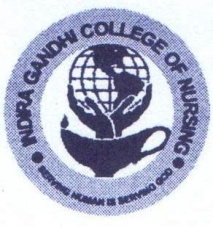 INDIRA GANDHI COLLEGE OF NURSING
SERVING HUMAN IS SERVING GOD